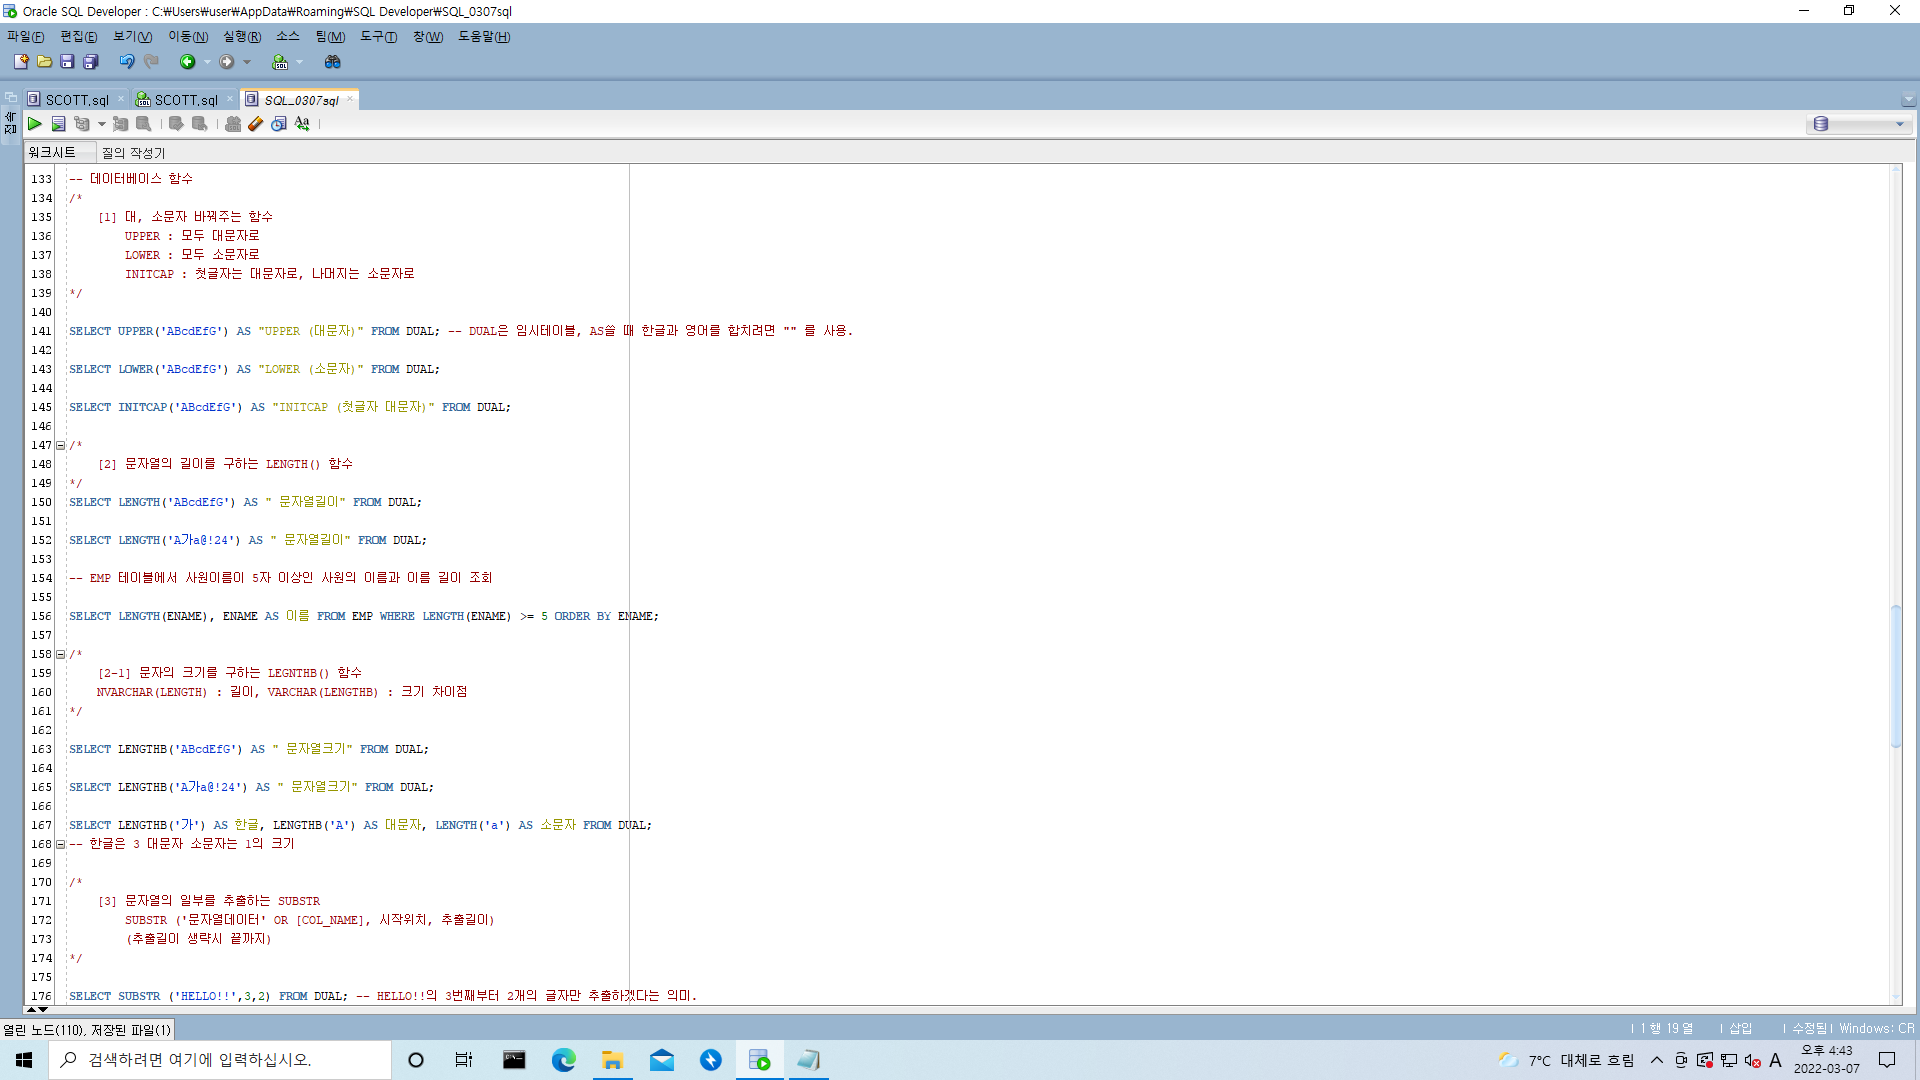 Oracle SQL Developer : C:₩Users₩user₩AppData₩Roaming₩SQL Developer₩SQL_0307sql
파일(F) 편집(E) 보기(V) 이동(N) 실행(R) 소스 팀(M) 도구(T) 창(W) 도움말(H)
SCOTT.sql SCOTT.sql SQL_0307sql
접속
워크시트 질의 작성기
133 -- 데이터베이스 함수
134 /*
135 [1] 대, 소문자 바꿔주는 함수
136 UPPER : 모두 대문자로
137 LOWER : 모두 소문자로
138 INITCAP : 첫글자는 대문자로, 나머지는 소문자로
139 */
140
141 SELECT UPPER('ABcdEfG') AS "UPPER (대문자)" FROM DUAL; -- DUAL은 임시테이블, AS쓸 때 한글과 영어를 합치려면 "" 를 사용.
142
143 SELECT LOWER('ABcdEfG') AS "LOWER (소문자)" FROM DUAL;
144
145 SELECT INITCAP('ABcdEfG') AS "INITCAP (첫글자 대문자)" FROM DUAL;
146
147 /*
148 [2] 문자열의 길이를 구하는 LENGTH() 함수
149 */
150 SELECT LENGTH('ABcdEfG') AS " 문자열길이" FROM DUAL;
151
152 SELECT LENGTH('A가a@!24') AS " 문자열길이" FROM DUAL;
153
154 -- EMP 테이블에서 사원이름이 5자 이상인 사원의 이름과 이름 길이 조회
155
156 SELECT LENGTH(ENAME), ENAME AS 이름 FROM EMP WHERE LENGTH(ENAME) >= 5 ORDER BY ENAME;
157
158 /*
159 [2-1] 문자의 크기를 구하는 LEGNTHB() 함수
160 NVARCHAR(LENGTH) : 길이, VARCHAR(LENGTHB) : 크기 차이점
161 */
162
163 SELECT LENGTHB('ABcdEfG') AS " 문자열크기" FROM DUAL;
164
165 SELECT LENGTHB('A가a@!24') AS " 문자열크기" FROM DUAL;
166
167 SELECT LENGTHB('가') AS 한글, LENGTHB('A') AS 대문자, LENGTH('a') AS 소문자 FROM DUAL;
168 -- 한글은 3 대문자 소문자는 1의 크기
169
170 /*
171 [3] 문자열의 일부를 추출하는 SUBSTR
172 SUBSTR ('문자열데이터' OR [COL_NAME], 시작위치, 추출길이)
173 (추출길이 생략시 끝까지)
174 */
175
176 SELECT SUBSTR ('HELLO!!',3,2) FROM DUAL; -- HELLO!!의 3번째부터 2개의 글자만 추출하겠다는 의미.
열린 노드(110), 저장된 파일(1)
1 행 19 열 삽입 수정됨 Windows: CR
검색하려면 여기에 입력하십시오.
7°C 대체로 흐림 A
오후 4:43
2022-03-07